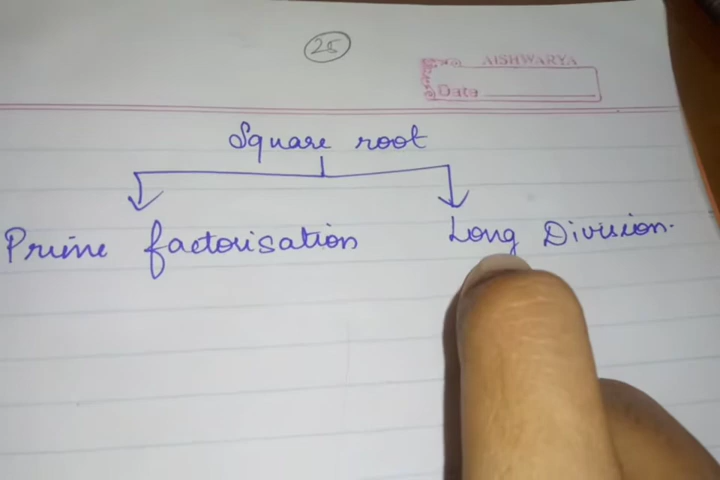 25
AISHWARYA
Date
Square root
Prime factorisation Long Division.